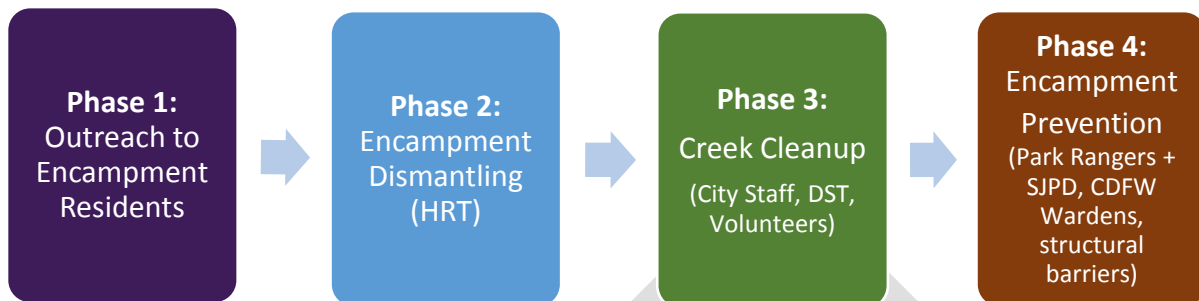 Phase 1:
Outreach to
Encampment
Residents
Phase 2:
Encampment
Dismantling
(HRT)
Phase 3:
Creek Cleanup
(City Staff, DST,
Volunteers)
Phase 4:
Encampment
Prevention
(Park Rangers +
SJPD, CDFW
Wardens,
structural
barriers)